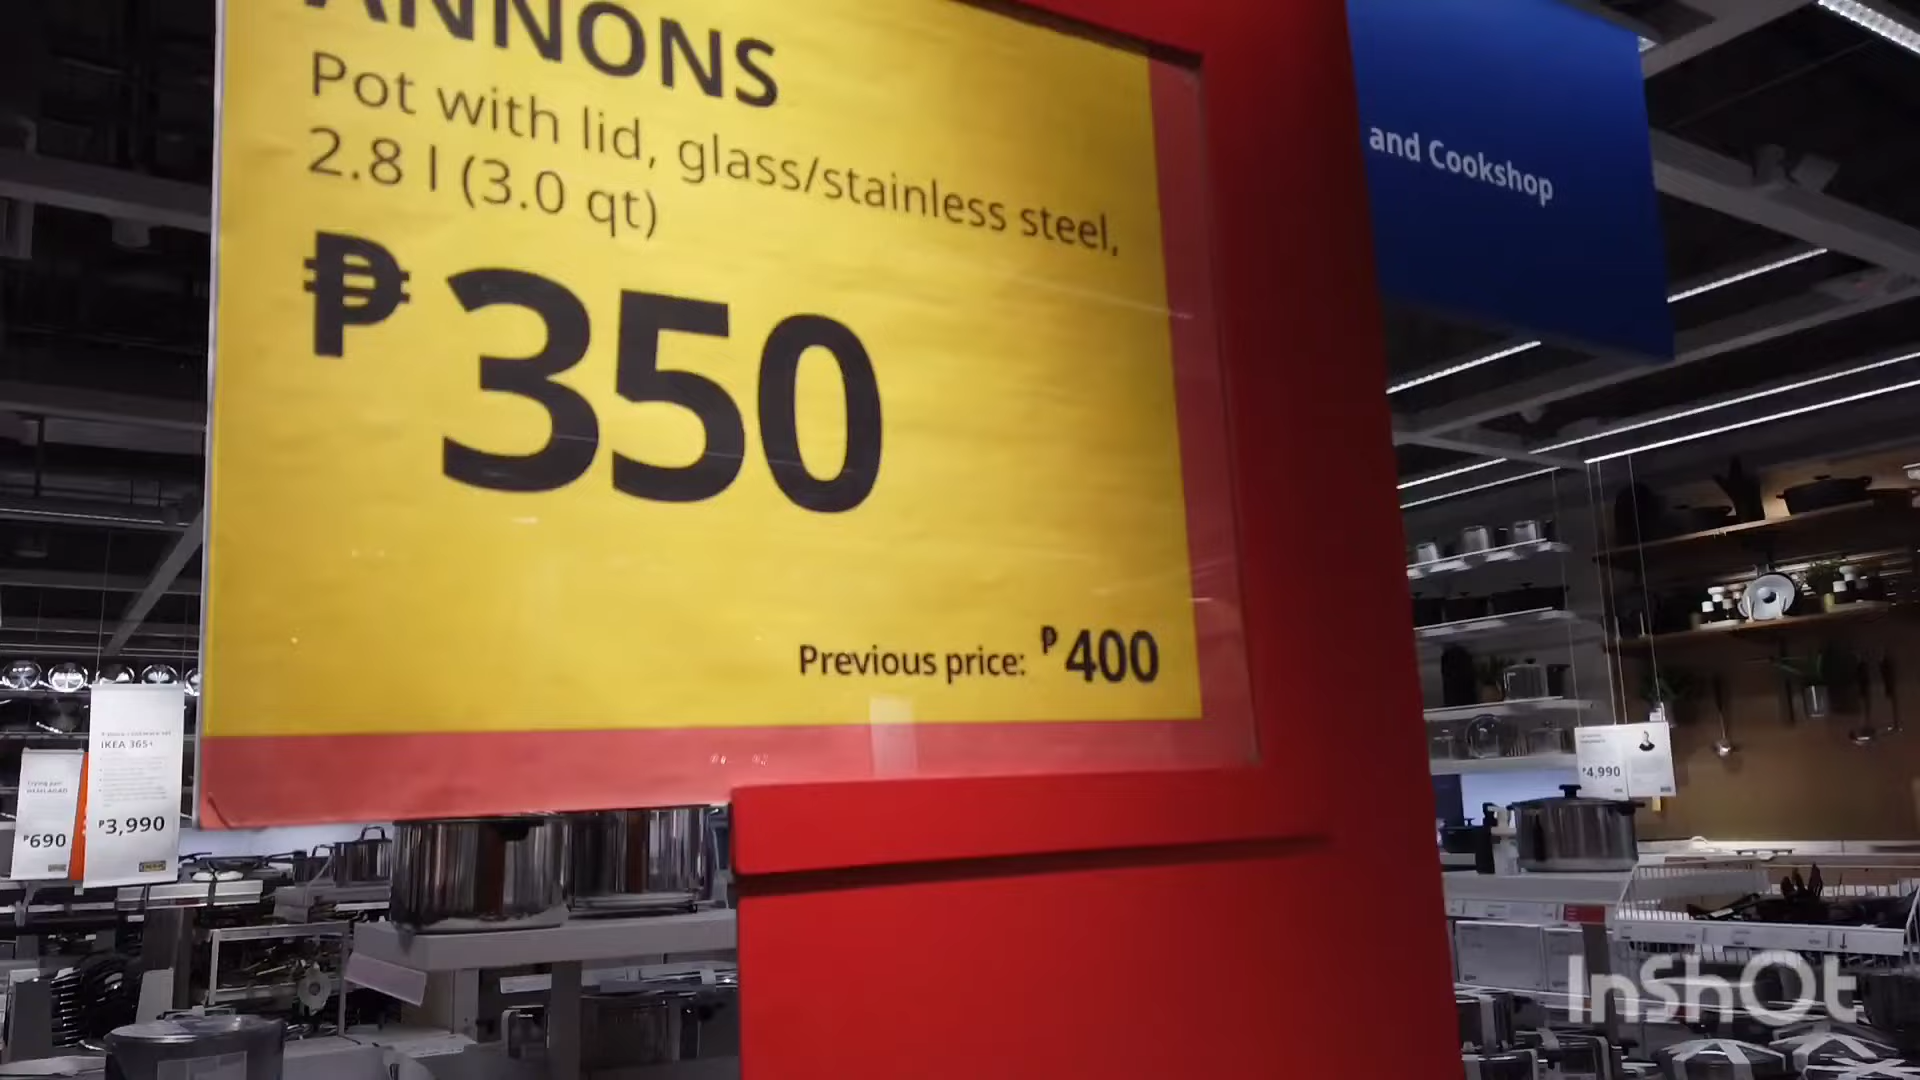 ANNONS
Pot with lid, glass/stainless steel,
2.8 l (3.0 qt)
₱350
Previous price: ₱400
and Cookshop
IKEA 365+
₱3,990
₱690
₱4,990
InShOt